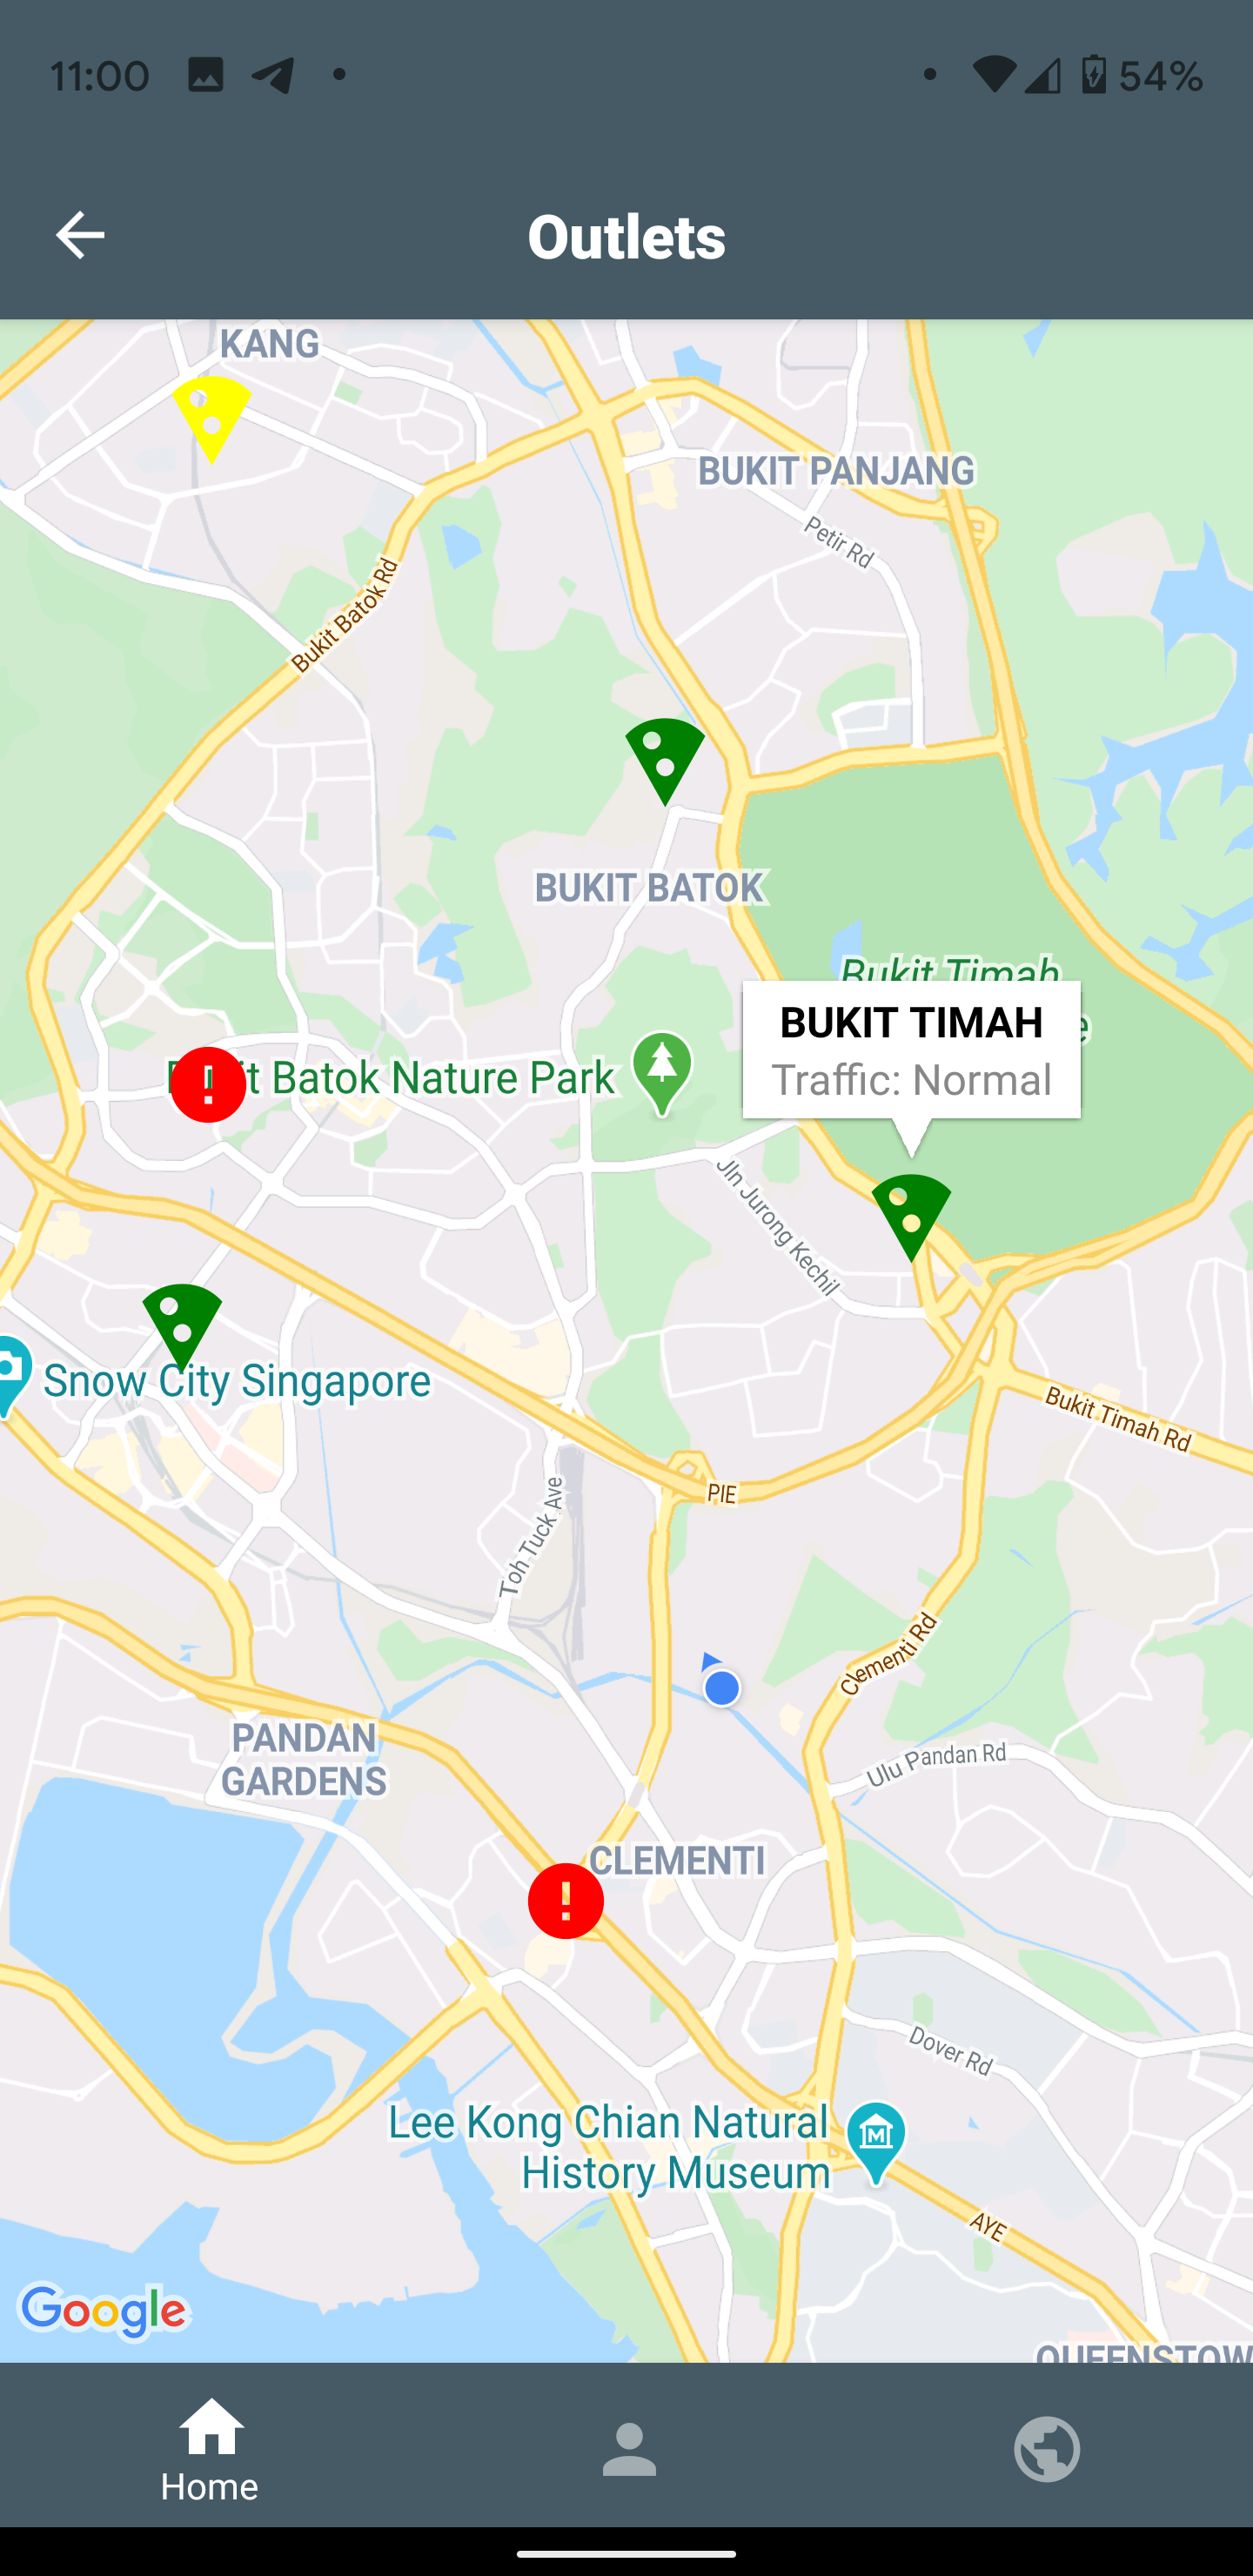 11:00
54%
Outlets
KANG
BUKIT PANJANG
Petir Rd
Bukit Batok Rd
BUKIT BATOK
Bukit Timah
BUKIT TIMAH
Traffic: Normal
Batok Nature Park
Jln Jurong Kechil
Snow City Singapore
Bukit Timah Rd
PIE
Toh Tuck Ave
Clementi Rd
PANDAN
GARDENS
Ulu Pandan Rd
CLEMENTI
Dover Rd
Lee Kong Chian Natural
History Museum
AYE
Google
QUEENSTOW
Home